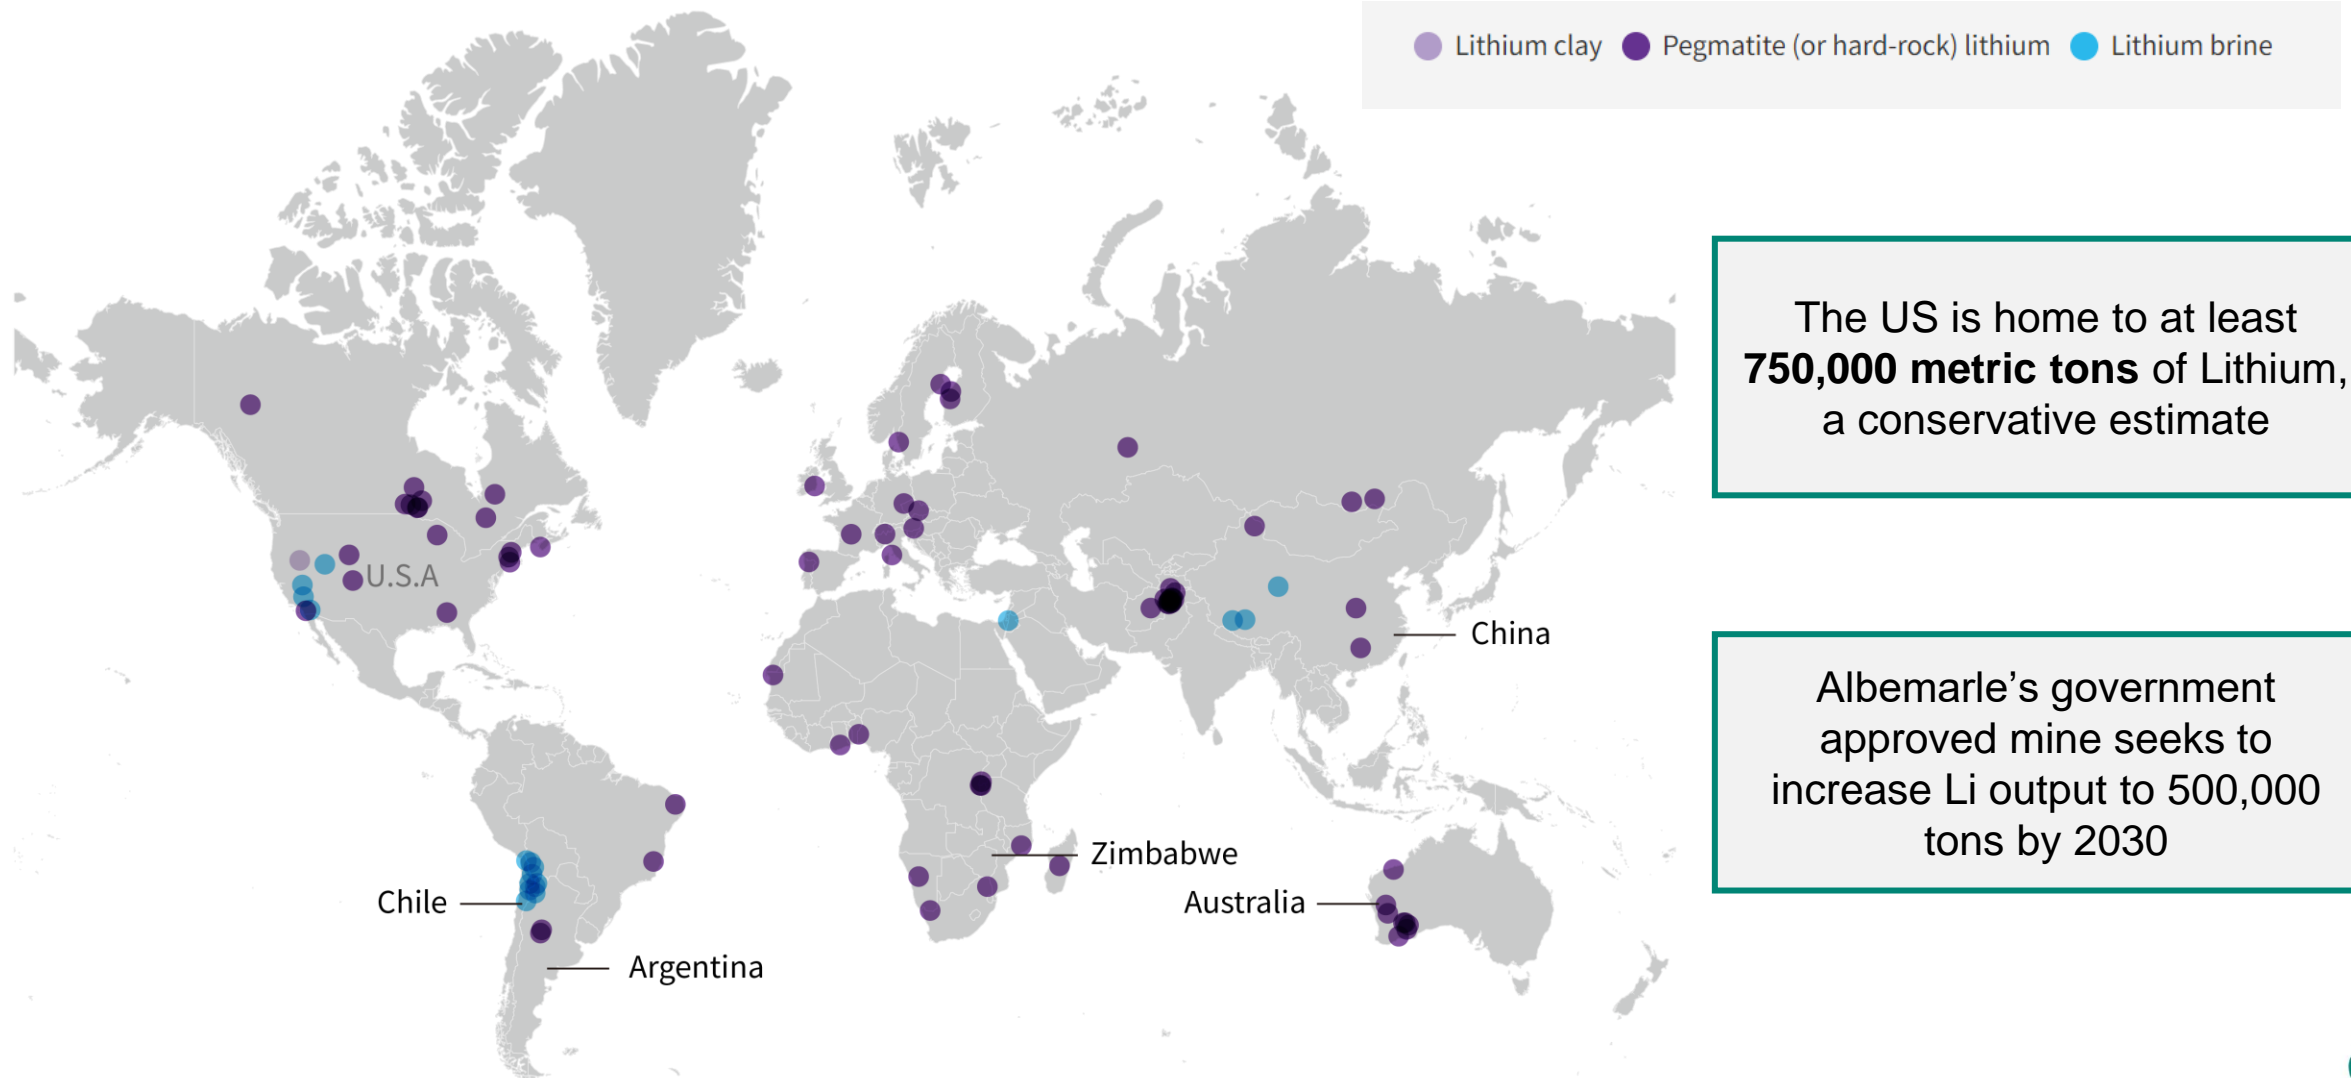 Lithium clay Pegmatite (or hard-rock) lithium Lithium brine
The US is home to at least
750,000 metric tons of Lithium,
a conservative estimate
U.S.A
China
Albemarle’s government
approved mine seeks to
increase Li output to 500,000
tons by 2030
Zimbabwe
Chile
Australia
Argentina